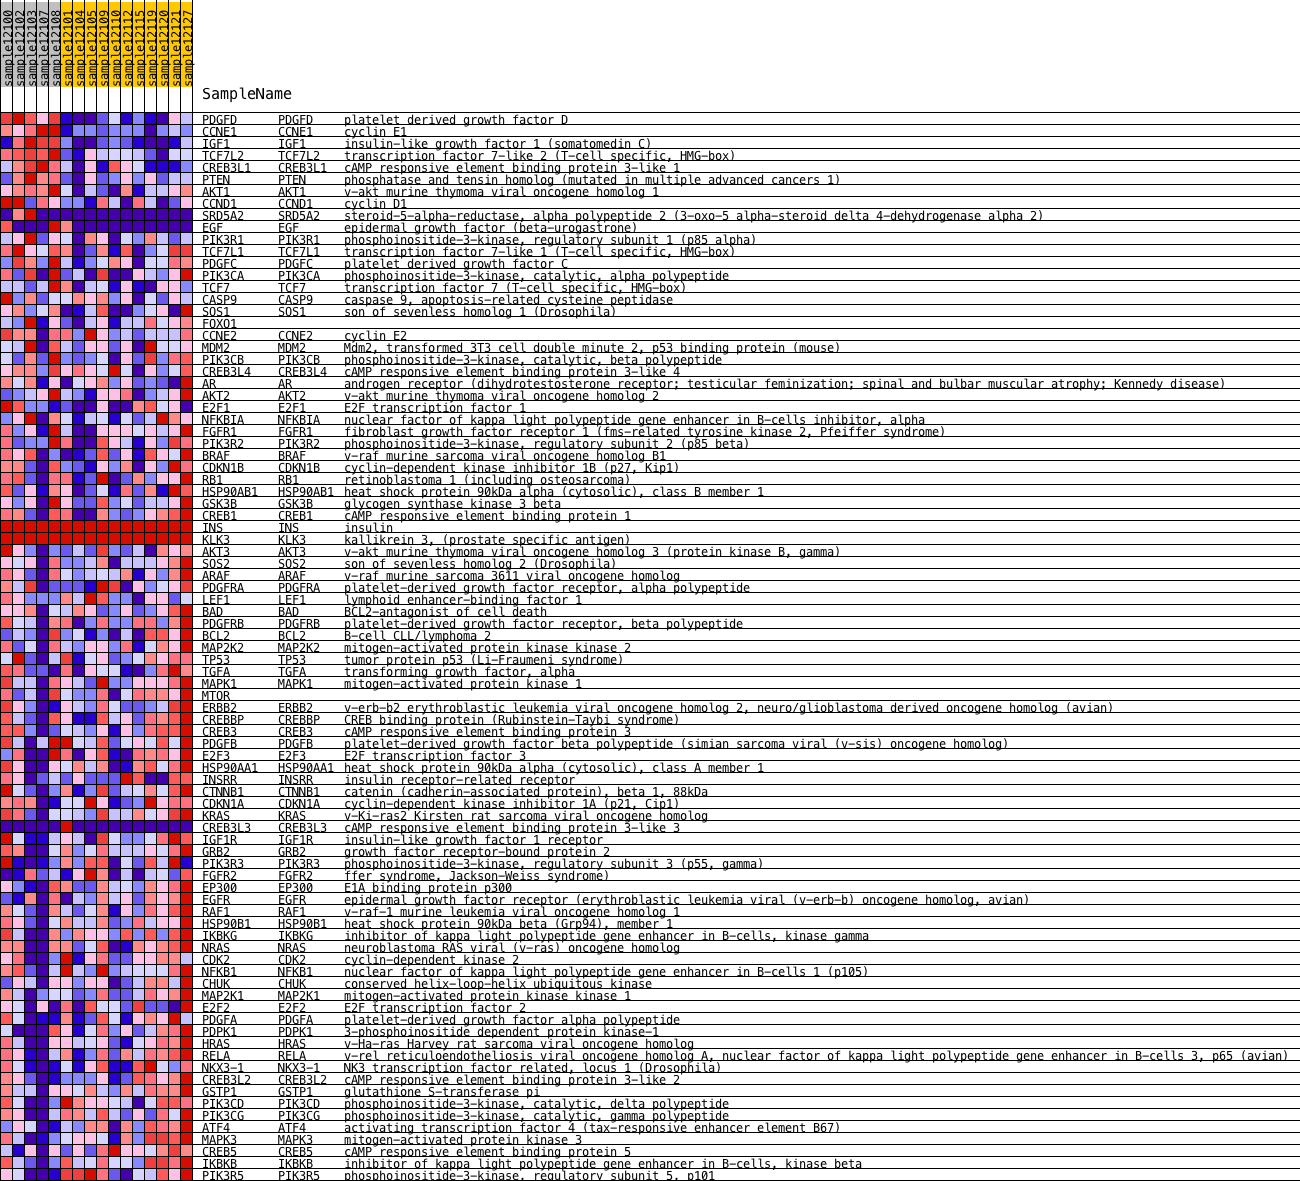 sample12100
sample12102
sample12103
sample12107
sample12108
sample12101
sample12104
sample12105
sample12109
sample12110
sample12112
sample12115
sample12119
sample12120
sample12121
sample12127
SampleName
PDGFD PDGFD platelet derived growth factor D
CCNE1 CCNE1 cyclin E1
IGF1 IGF1 insulin-like growth factor 1 (somatomedin C)
TCF7L2 TCF7L2 transcription factor 7-like 2 (T-cell specific, HMG-box)
CREB3L1 CREB3L1 cAMP responsive element binding protein 3-like 1
PTEN PTEN phosphatase and tensin homolog (mutated in multiple advanced cancers 1)
AKT1 AKT1 v-akt murine thymoma viral oncogene homolog 1
CCND1 CCND1 cyclin D1
SRD5A2 SRD5A2 steroid-5-alpha-reductase, alpha polypeptide 2 (3-oxo-5 alpha-steroid delta 4-dehydrogenase alpha 2)
EGF EGF epidermal growth factor (beta-urogastrone)
PIK3R1 PIK3R1 phosphoinositide-3-kinase, regulatory subunit 1 (p85 alpha)
TCF7L1 TCF7L1 transcription factor 7-like 1 (T-cell specific, HMG-box)
PDGFC PDGFC platelet derived growth factor C
PIK3CA PIK3CA phosphoinositide-3-kinase, catalytic, alpha polypeptide
TCF7 TCF7 transcription factor 7 (T-cell specific, HMG-box)
CASP9 CASP9 caspase 9, apoptosis-related cysteine peptidase
SOS1 SOS1 son of sevenless homolog 1 (Drosophila)
FOXO1
CCNE2 CCNE2 cyclin E2
MDM2 MDM2 Mdm2, transformed 3T3 cell double minute 2, p53 binding protein (mouse)
PIK3CB PIK3CB phosphoinositide-3-kinase, catalytic, beta polypeptide
CREB3L4 CREB3L4 cAMP responsive element binding protein 3-like 4
AR AR androgen receptor (dihydrotestosterone receptor; testicular feminization; spinal and bulbar muscular atrophy; Kennedy disease)
AKT2 AKT2 v-akt murine thymoma viral oncogene homolog 2
E2F1 E2F1 E2F transcription factor 1
NFKBIA NFKBIA nuclear factor of kappa light polypeptide gene enhancer in B-cells inhibitor, alpha
FGFR1 FGFR1 fibroblast growth factor receptor 1 (fms-related tyrosine kinase 2, Pfeiffer syndrome)
PIK3R2 PIK3R2 phosphoinositide-3-kinase, regulatory subunit 2 (p85 beta)
BRAF BRAF v-raf murine sarcoma viral oncogene homolog B1
CDKN1B CDKN1B cyclin-dependent kinase inhibitor 1B (p27, Kip1)
RB1 RB1 retinoblastoma 1 (including osteosarcoma)
HSP90AB1 HSP90AB1 heat shock protein 90kDa alpha (cytosolic), class B member 1
GSK3B GSK3B glycogen synthase kinase 3 beta
CREB1 CREB1 cAMP responsive element binding protein 1
INS INS insulin
KLK3 KLK3 kallikrein 3, (prostate specific antigen)
AKT3 AKT3 v-akt murine thymoma viral oncogene homolog 3 (protein kinase B, gamma)
SOS2 SOS2 son of sevenless homolog 2 (Drosophila)
ARAF ARAF v-raf murine sarcoma 3611 viral oncogene homolog
PDGFRA PDGFRA platelet-derived growth factor receptor, alpha polypeptide
LEF1 LEF1 lymphoid enhancer-binding factor 1
BAD BAD BCL2-antagonist of cell death
PDGFRB PDGFRB platelet-derived growth factor receptor, beta polypeptide
BCL2 BCL2 B-cell CLL/lymphoma 2
MAP2K2 MAP2K2 mitogen-activated protein kinase kinase 2
TP53 TP53 tumor protein p53 (Li-Fraumeni syndrome)
TGFA TGFA transforming growth factor, alpha
MAPK1 MAPK1 mitogen-activated protein kinase 1
MTOR
ERBB2 ERBB2 v-erb-b2 erythroblastic leukemia viral oncogene homolog 2, neuro/glioblastoma derived oncogene homolog (avian)
CREBBP CREBBP CREB binding protein (Rubinstein-Taybi syndrome)
CREB3 CREB3 cAMP responsive element binding protein 3
PDGFB PDGFB platelet-derived growth factor beta polypeptide (simian sarcoma viral (v-sis) oncogene homolog)
E2F3 E2F3 E2F transcription factor 3
HSP90AA1 HSP90AA1 heat shock protein 90kDa alpha (cytosolic), class A member 1
INSRR INSRR insulin receptor-related receptor
CTNNB1 CTNNB1 catenin (cadherin-associated protein), beta 1, 88kDa
CDKN1A CDKN1A cyclin-dependent kinase inhibitor 1A (p21, Cip1)
KRAS KRAS v-Ki-ras2 Kirsten rat sarcoma viral oncogene homolog
CREB3L3 CREB3L3 cAMP responsive element binding protein 3-like 3
IGF1R IGF1R insulin-like growth factor 1 receptor
GRB2 GRB2 growth factor receptor-bound protein 2
PIK3R3 PIK3R3 phosphoinositide-3-kinase, regulatory subunit 3 (p55, gamma)
FGFR2 FGFR2 ffer syndrome, Jackson-Weiss syndrome)
EP300 EP300 E1A binding protein p300
EGFR EGFR epidermal growth factor receptor (erythroblastic leukemia viral (v-erb-b) oncogene homolog, avian)
RAF1 RAF1 v-raf-1 murine leukemia viral oncogene homolog 1
HSP90B1 HSP90B1 heat shock protein 90kDa beta (Grp94), member 1
IKBKG IKBKG inhibitor of kappa light polypeptide gene enhancer in B-cells, kinase gamma
NRAS NRAS neuroblastoma RAS viral (v-ras) oncogene homolog
CDK2 CDK2 cyclin-dependent kinase 2
NFKB1 NFKB1 nuclear factor of kappa light polypeptide gene enhancer in B-cells 1 (p105)
CHUK CHUK conserved helix-loop-helix ubiquitous kinase
MAP2K1 MAP2K1 mitogen-activated protein kinase kinase 1
E2F2 E2F2 E2F transcription factor 2
PDGFA PDGFA platelet-derived growth factor alpha polypeptide
PDPK1 PDPK1 3-phosphoinositide dependent protein kinase-1
HRAS HRAS v-Ha-ras Harvey rat sarcoma viral oncogene homolog
RELA RELA v-rel reticuloendotheliosis viral oncogene homolog A, nuclear factor of kappa light polypeptide gene enhancer in B-cells 3, p65 (avian)
NKX3-1 NKX3-1 NK3 transcription factor related, locus 1 (Drosophila)
CREB3L2 CREB3L2 cAMP responsive element binding protein 3-like 2
GSTP1 GSTP1 glutathione S-transferase pi
PIK3CD PIK3CD phosphoinositide-3-kinase, catalytic, delta polypeptide
PIK3CG PIK3CG phosphoinositide-3-kinase, catalytic, gamma polypeptide
ATF4 ATF4 activating transcription factor 4 (tax-responsive enhancer element B67)
MAPK3 MAPK3 mitogen-activated protein kinase 3
CREB5 CREB5 cAMP responsive element binding protein 5
IKBKB IKBKB inhibitor of kappa light polypeptide gene enhancer in B-cells, kinase beta
PIK3R5 PIK3R5 phosphoinositide-3-kinase, regulatory subunit 5, p101